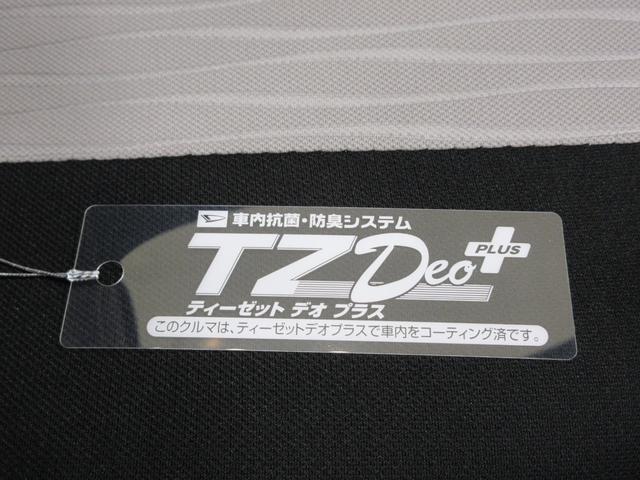 車内抗菌・防臭システム
TZ Deo PLUS
ティーゼット デオ プラス
このクルマは、ティーゼットデオプラスで車内をコーティング済です。